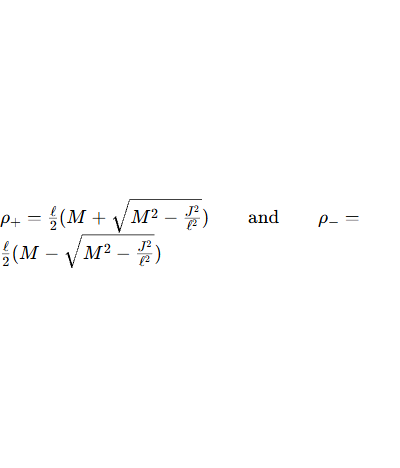 ρ₊ = ℓ/2 (M + √(M² − J²/ℓ²)) and ρ₋ =
ℓ/2 (M − √(M² − J²/ℓ²))